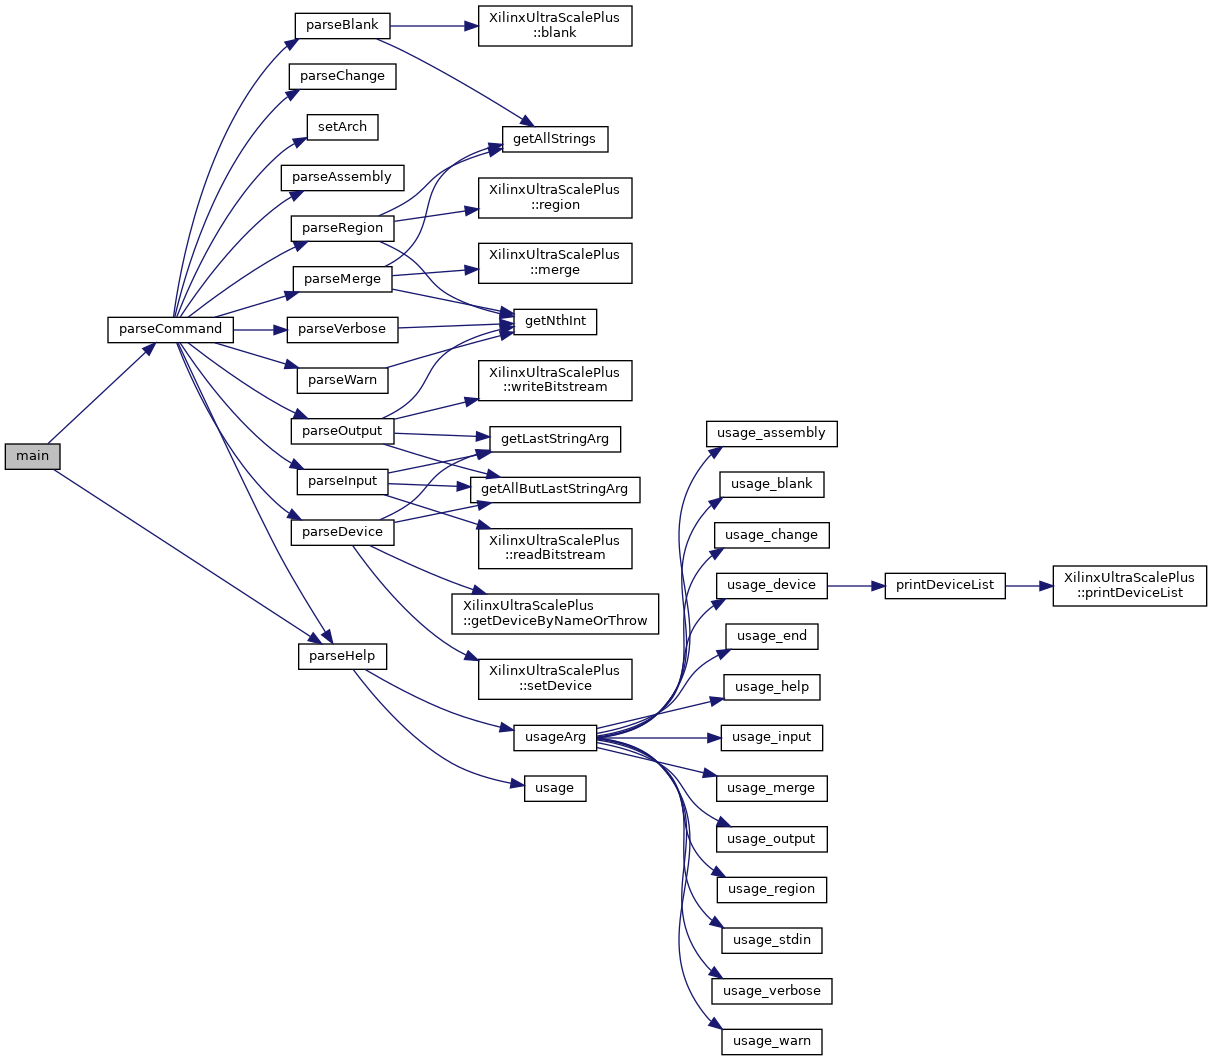 main
parseCommand
parseBlank
parseChange
setArch
parseAssembly
parseRegion
parseMerge
parseVerbose
parseWarn
parseOutput
parseInput
parseDevice
parseHelp
XilinxUltraScalePlus
::blank
getAllStrings
XilinxUltraScalePlus
::region
XilinxUltraScalePlus
::merge
getNthInt
XilinxUltraScalePlus
::writeBitstream
getLastStringArg
getAllButLastStringArg
XilinxUltraScalePlus
::readBitstream
XilinxUltraScalePlus
::getDeviceByNameOrThrow
XilinxUltraScalePlus
::setDevice
usageArg
usage
usage_assembly
usage_blank
usage_change
usage_device
usage_end
usage_help
usage_input
usage_merge
usage_output
usage_region
usage_stdin
usage_verbose
usage_warn
printDeviceList
XilinxUltraScalePlus
::printDeviceList